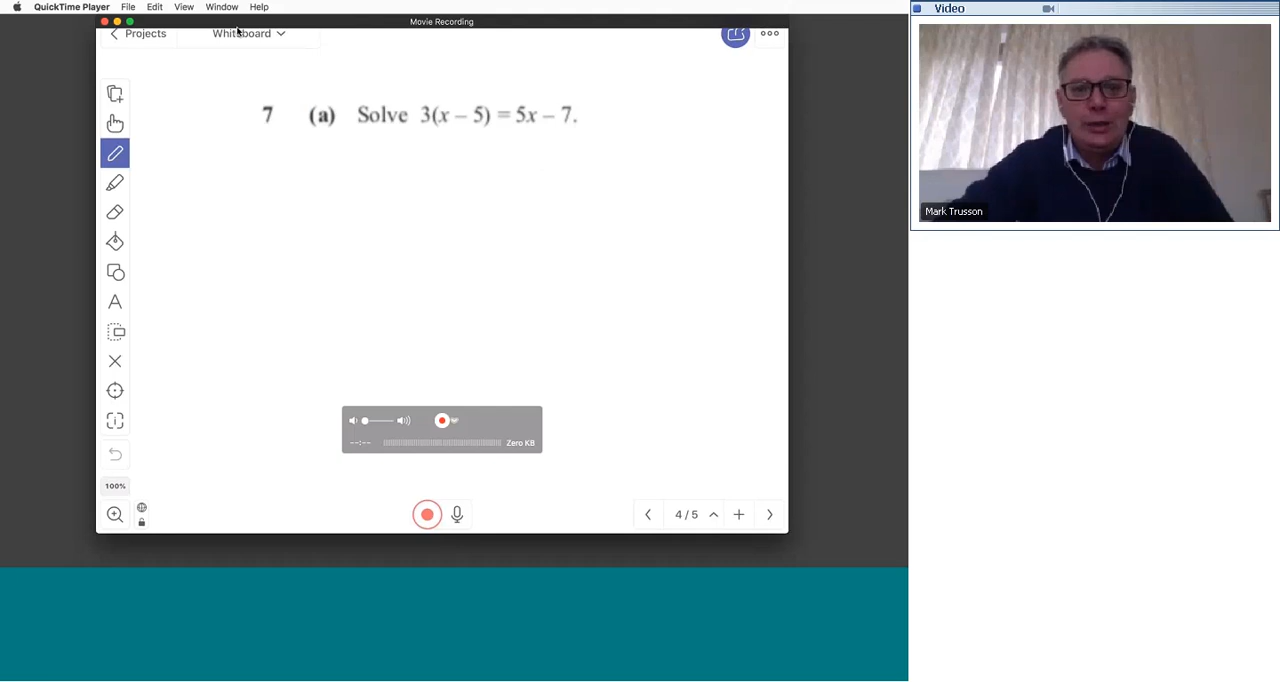 QuickTime Player File Edit View Window Help
Movie Recording
Projects Whiteboard
7 (a) Solve 3(x – 5) = 5x – 7.
--:-- Zero KB
100%
4 / 5
Video
Mark Trusson